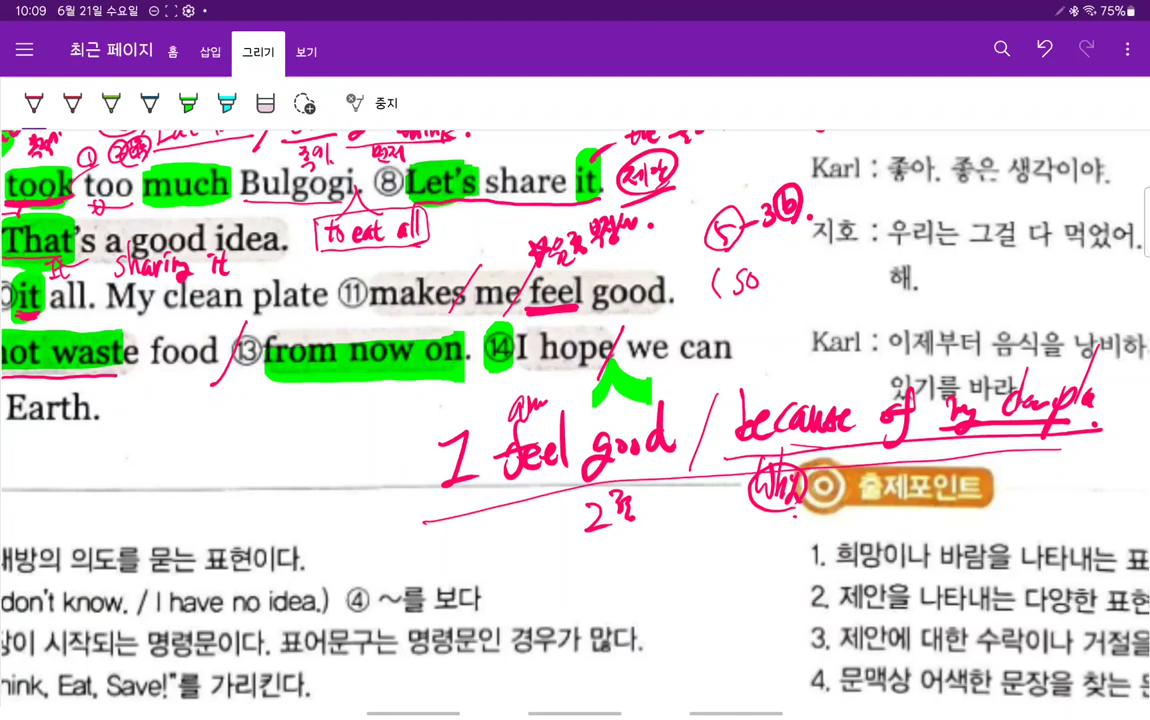 10:09 6월 21일 수요일
75%
최근 페이지 홈 삽입 그리기 보기
중지
took too much Bulgogi. ⑧Let's share it. 제안
to eat all
That's a good idea.
It sharing it
it all. My clean plate ⑪makes me feel good.
not waste food ⑬from now on. ⑭I hope we can
Earth.
⑤-3⑥.
( so
am
I feel good / because of my
Why
2형
Karl : 좋아. 좋은 생각이야.
지호 : 우리는 그걸 다 먹었어.
해.
Karl : 이제부터 음식을 낭비하
있기를 바라
출제포인트
대방의 의도를 묻는 표현이다.
don't know. / I have no idea.) ④ ～를 보다
이 시작되는 명령문이다. 표어문구는 명령문인 경우가 많다.
hink, Eat, Save!"를 가리킨다.
1. 희망이나 바람을 나타내는 표
2. 제안을 나타내는 다양한 표현
3. 제안에 대한 수락이나 거절을
4. 문맥상 어색한 문장을 찾는 문